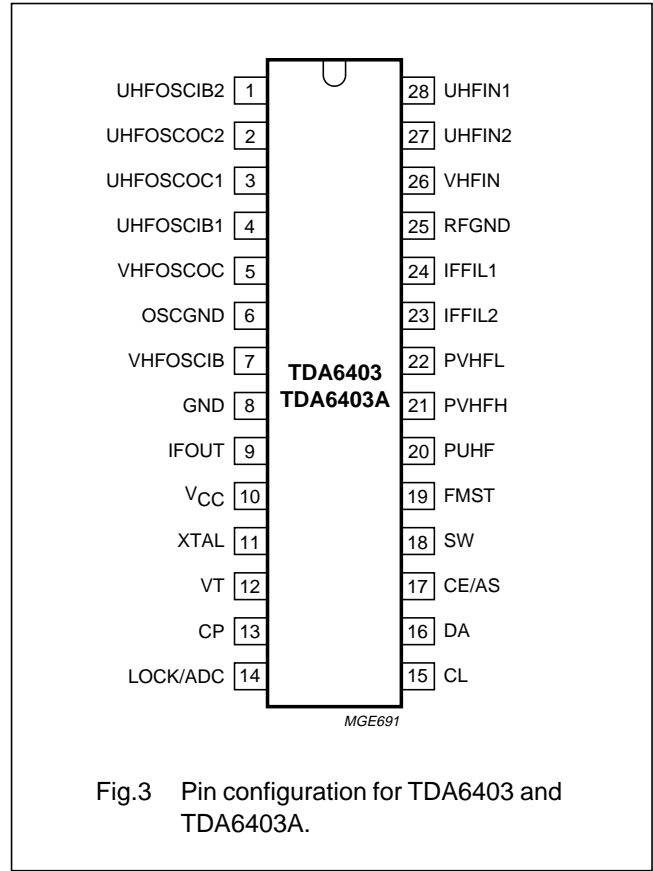 UHFOSCIB2 1 28 UHFIN1
UHFOSCOC2 2 27 UHFIN2
UHFOSCOC1 3 26 VHFIN
UHFOSCIB1 4 25 RFGND
VHFOSCOC 5 24 IFFIL1
OSCGND 6 23 IFFIL2
VHFOSCIB 7 22 PVHFL
TDA6403
TDA6403A
GND 8 21 PVHFH
IFOUT 9 20 PUHF
VCC 10 19 FMST
XTAL 11 18 SW
VT 12 17 CE/AS
CP 13 16 DA
LOCK/ADC 14 15 CL
MGE691
Fig.3 Pin configuration for TDA6403 and
TDA6403A.